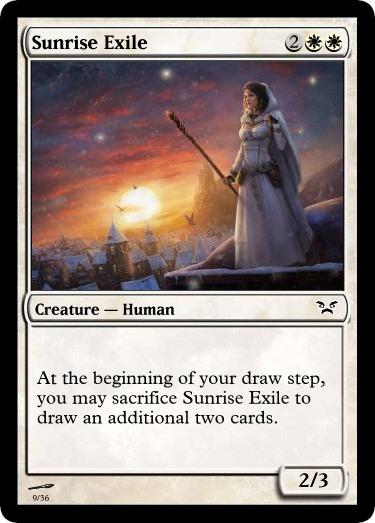 Sunrise Exile 2
Creature — Human
At the beginning of your draw step,
you may sacrifice Sunrise Exile to
draw an additional two cards.
2/3
9/36